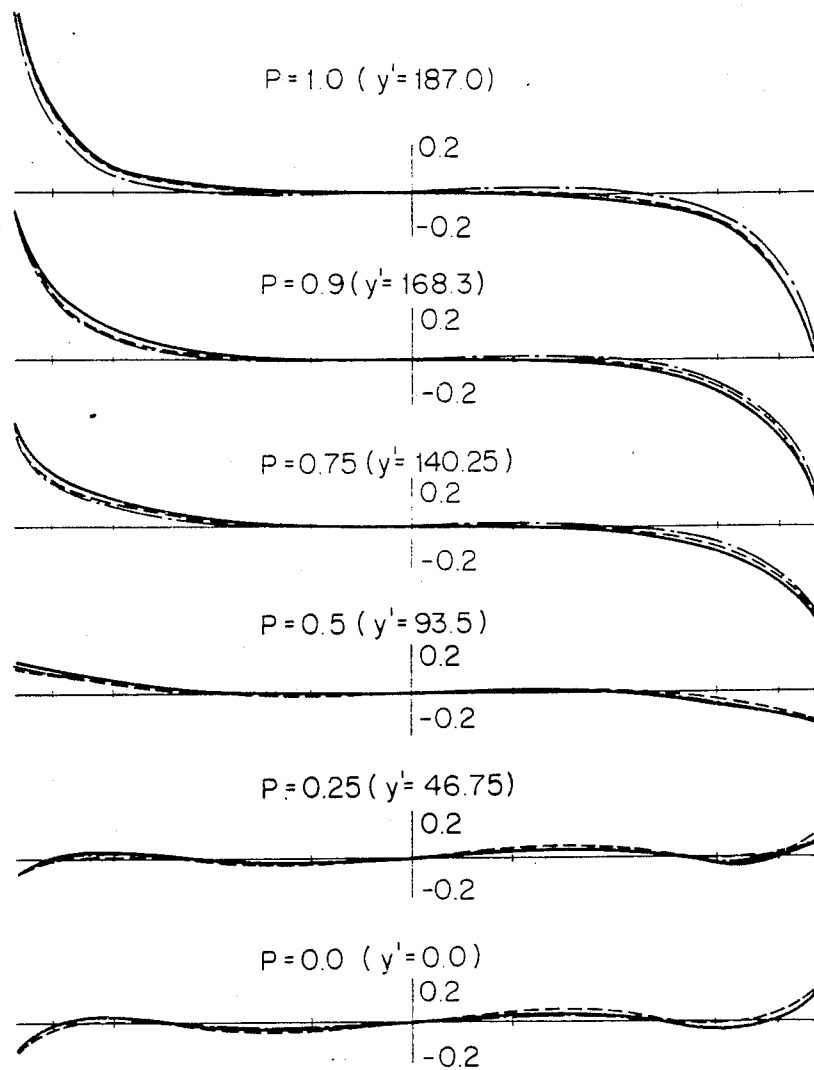 P = 1.0 ( y' = 187.0)
0.2
-0.2
P = 0.9 ( y' = 168.3)
0.2
-0.2
P = 0.75 ( y' = 140.25)
0.2
-0.2
P = 0.5 ( y' = 93.5)
0.2
-0.2
P = 0.25 ( y' = 46.75)
0.2
-0.2
P = 0.0 ( y' = 0.0)
0.2
-0.2